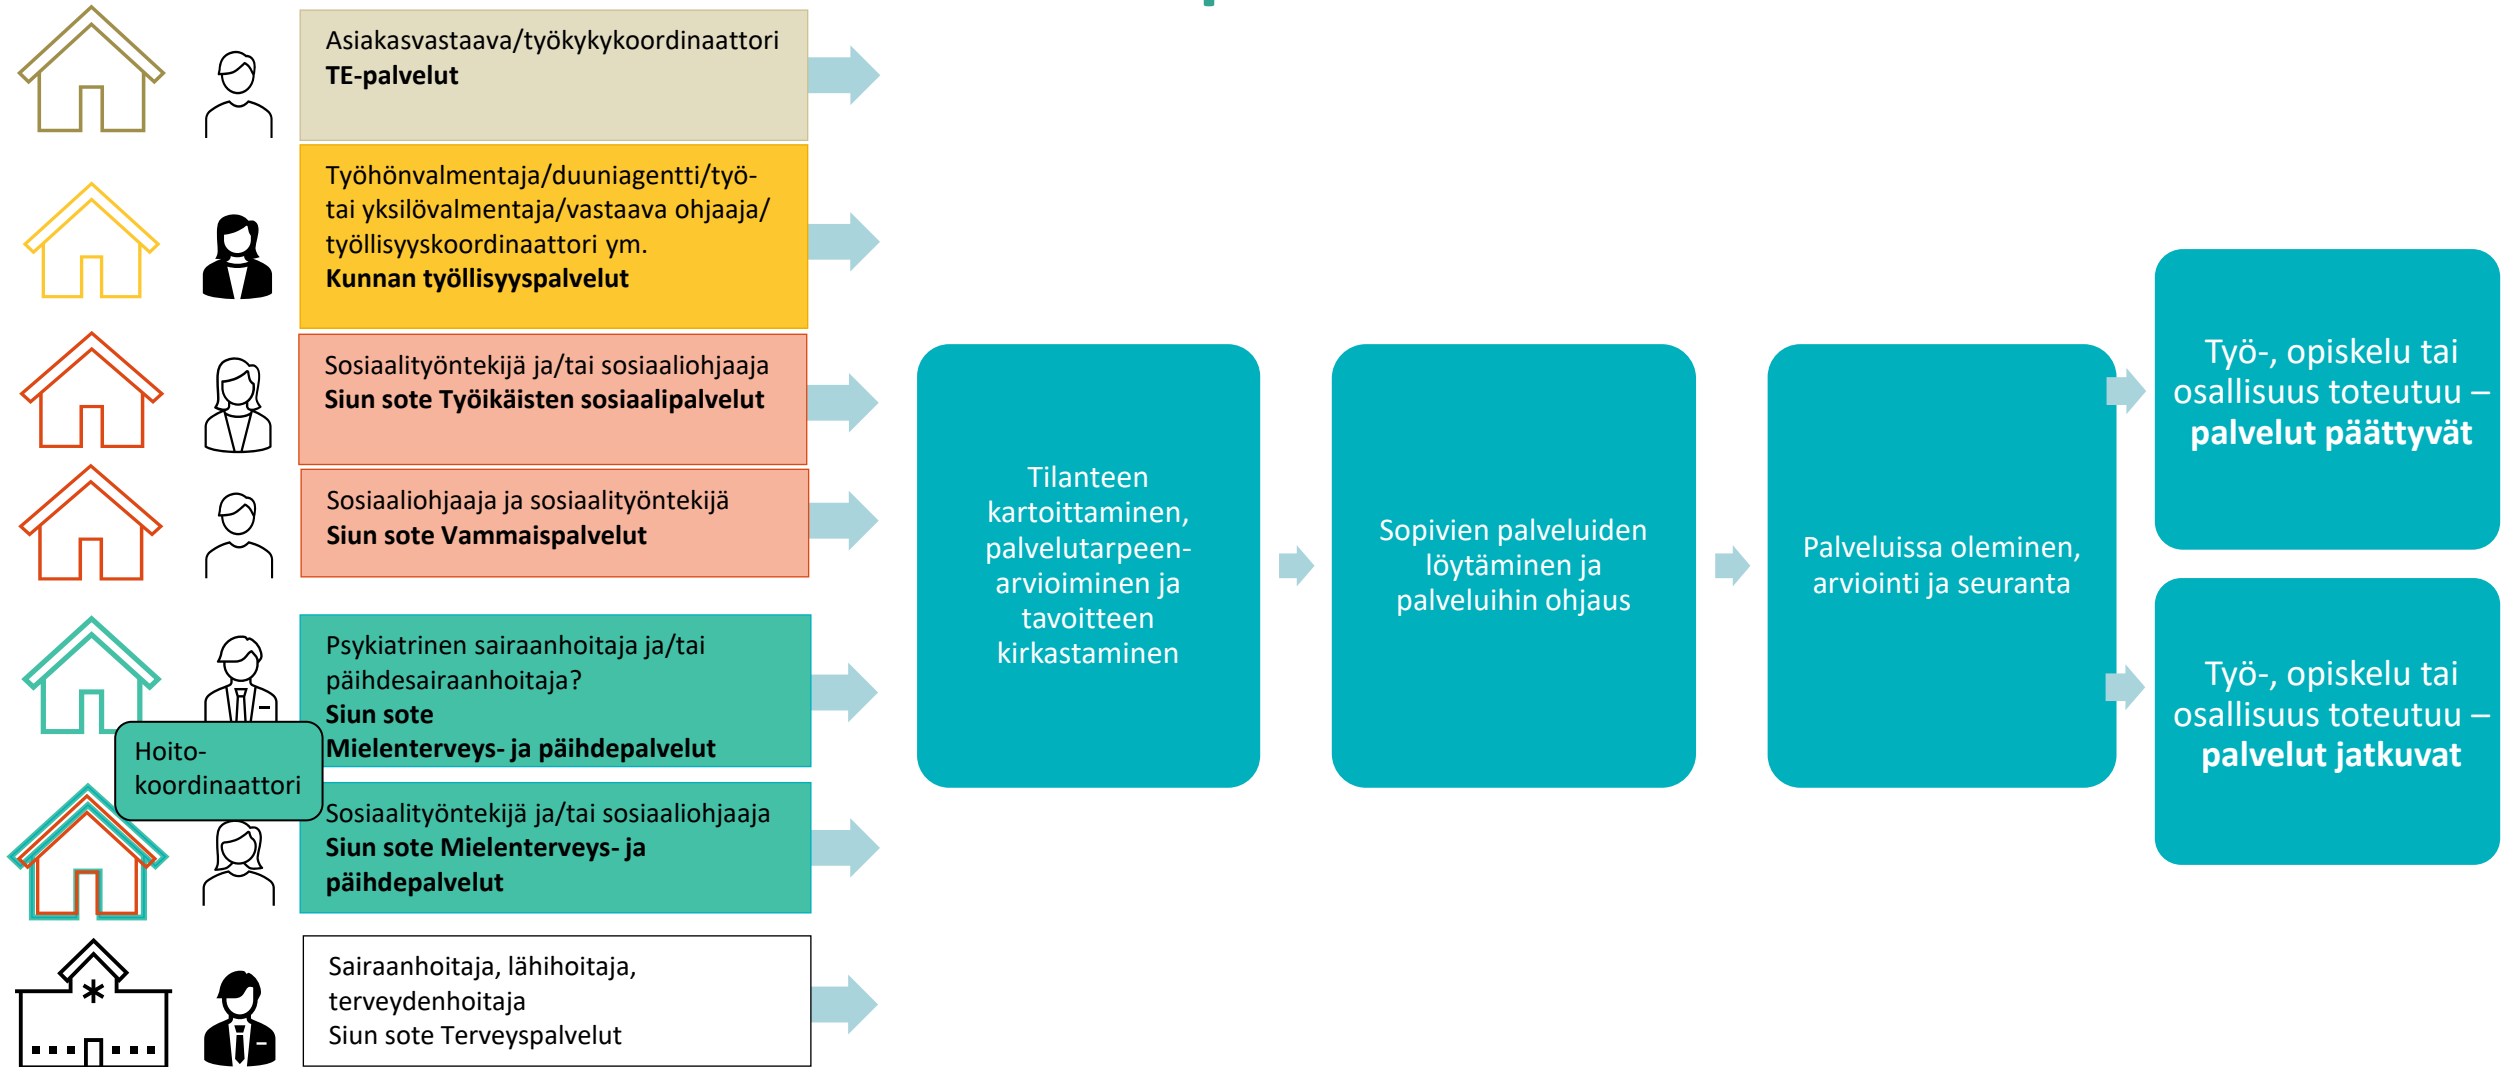 Asiakasvastaava/työkykykoordinaattori
TE-palvelut
Työhönvalmentaja/duuniagentti/työ-
tai yksilövalmentaja/vastaava ohjaaja/
työllisyyskoordinaattori ym.
Kunnan työllisyyspalvelut
Sosiaalityöntekijä ja/tai sosiaaliohjaaja
Siun sote Työikäisten sosiaalipalvelut
Sosiaaliohjaaja ja sosiaalityöntekijä
Siun sote Vammaispalvelut
Psykiatrinen sairaanhoitaja ja/tai
päihdesairaanhoitaja?
Siun sote
Mielenterveys- ja päihdepalvelut
Hoito-
koordinaattori
Sosiaalityöntekijä ja/tai sosiaaliohjaaja
Siun sote Mielenterveys- ja
päihdepalvelut
Sairaanhoitaja, lähihoitaja,
terveydenhoitaja
Siun sote Terveyspalvelut
Tilanteen
kartoittaminen,
palvelutarpeen-
arvioiminen ja
tavoitteen
kirkastaminen
Sopivien palveluiden
löytäminen ja
palveluihin ohjaus
Palveluissa oleminen,
arviointi ja seuranta
Työ-, opiskelu tai
osallisuus toteutuu –
palvelut päättyvät
Työ-, opiskelu tai
osallisuus toteutuu –
palvelut jatkuvat